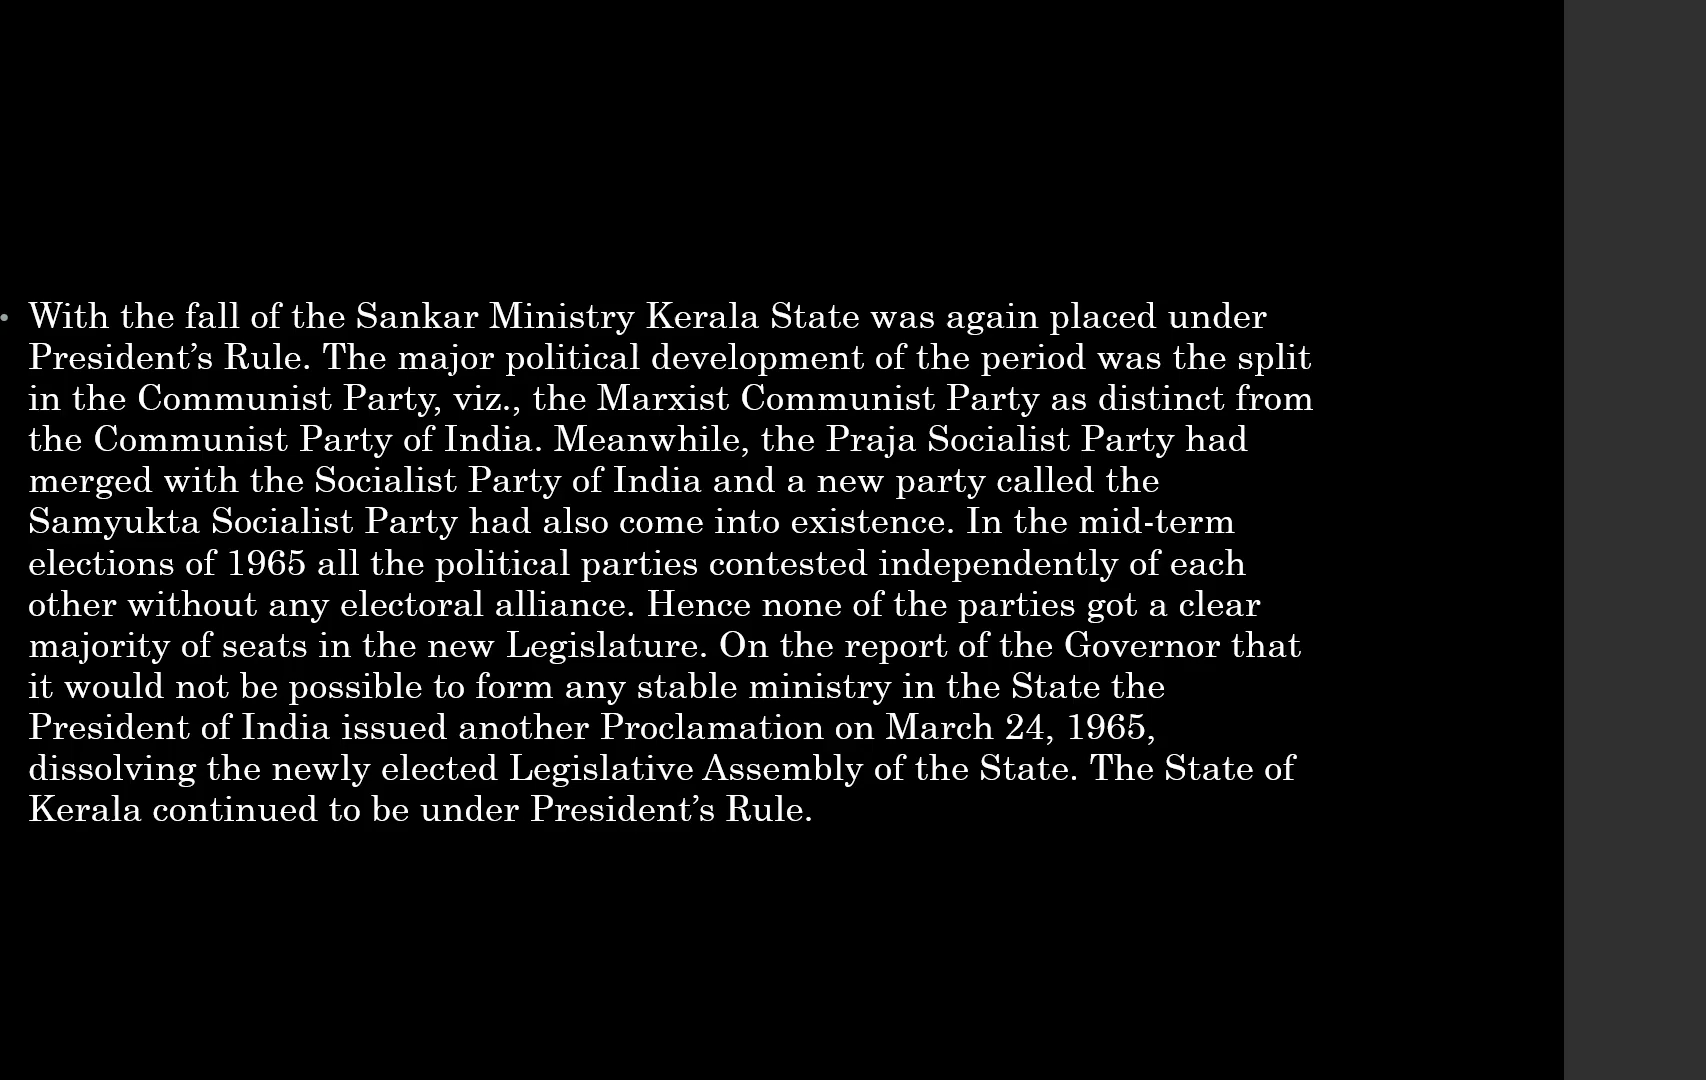 • With the fall of the Sankar Ministry Kerala State was again placed under
President’s Rule. The major political development of the period was the split
in the Communist Party, viz., the Marxist Communist Party as distinct from
the Communist Party of India. Meanwhile, the Praja Socialist Party had
merged with the Socialist Party of India and a new party called the
Samyukta Socialist Party had also come into existence. In the mid-term
elections of 1965 all the political parties contested independently of each
other without any electoral alliance. Hence none of the parties got a clear
majority of seats in the new Legislature. On the report of the Governor that
it would not be possible to form any stable ministry in the State the
President of India issued another Proclamation on March 24, 1965,
dissolving the newly elected Legislative Assembly of the State. The State of
Kerala continued to be under President’s Rule.